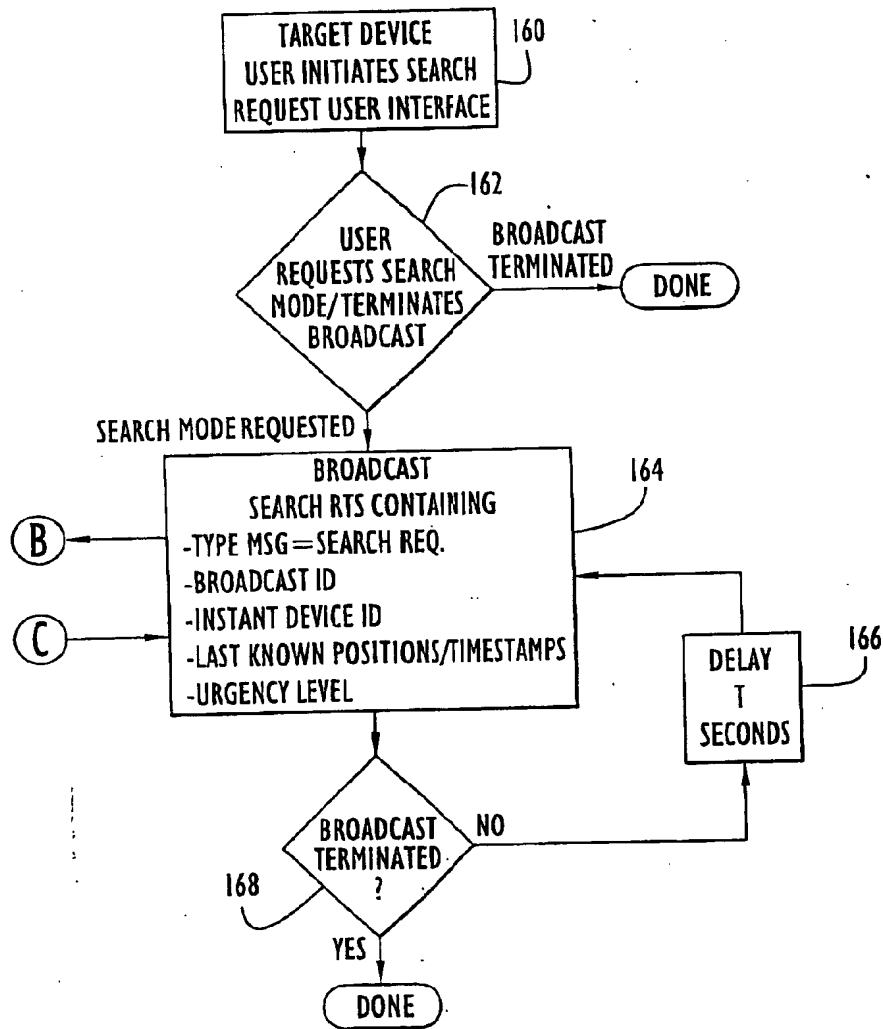 TARGET DEVICE
USER INITIATES SEARCH
REQUEST USER INTERFACE
160
162
USER
REQUESTS SEARCH
MODE/TERMINATES
BROADCAST
BROADCAST
TERMINATED
DONE
SEARCH MODE REQUESTED
BROADCAST
SEARCH RTS CONTAINING
-TYPE MSG=SEARCH REQ.
-BROADCAST ID
-INSTANT DEVICE ID
-LAST KNOWN POSITIONS/TIMESTAMPS
-URGENCY LEVEL
164
B
C
DELAY
T
SECONDS
166
BROADCAST
TERMINATED
?
NO
168
YES
DONE